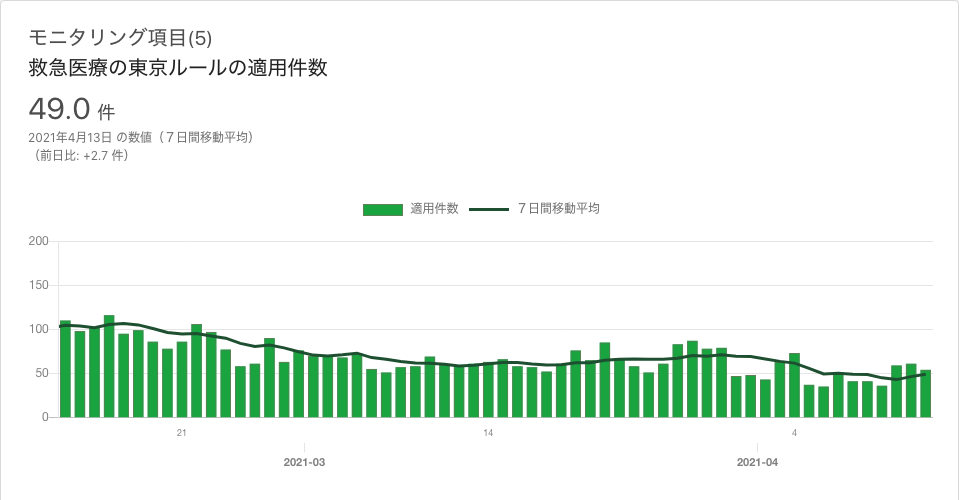 モニタリング項目(5)
救急医療の東京ルールの適用件数
49.0 件
2021年4月13日 の数値（７日間移動平均）
（前日比: +2.7 件）
適用件数 ７日間移動平均
200
150
100
50
0
21 14 4
2021-03 2021-04